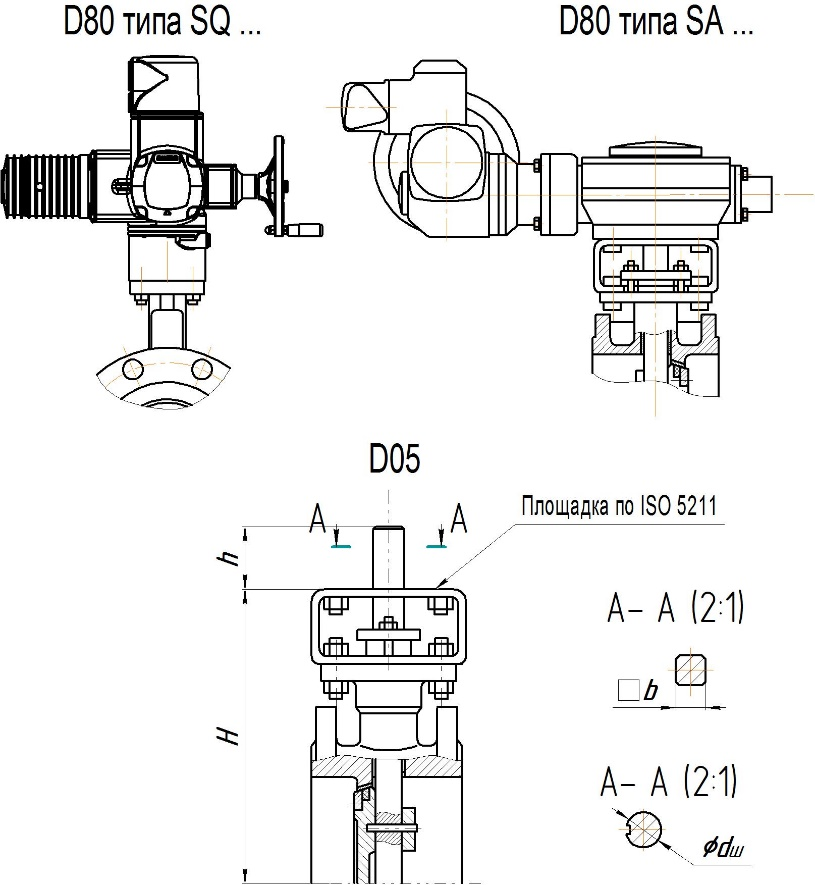 D80 типа SQ ...
D80 типа SA ...
D05
Площадка по ISO 5211
A
A
h
H
A– A (2:1)
□b
A– A (2:1)
ϕdш